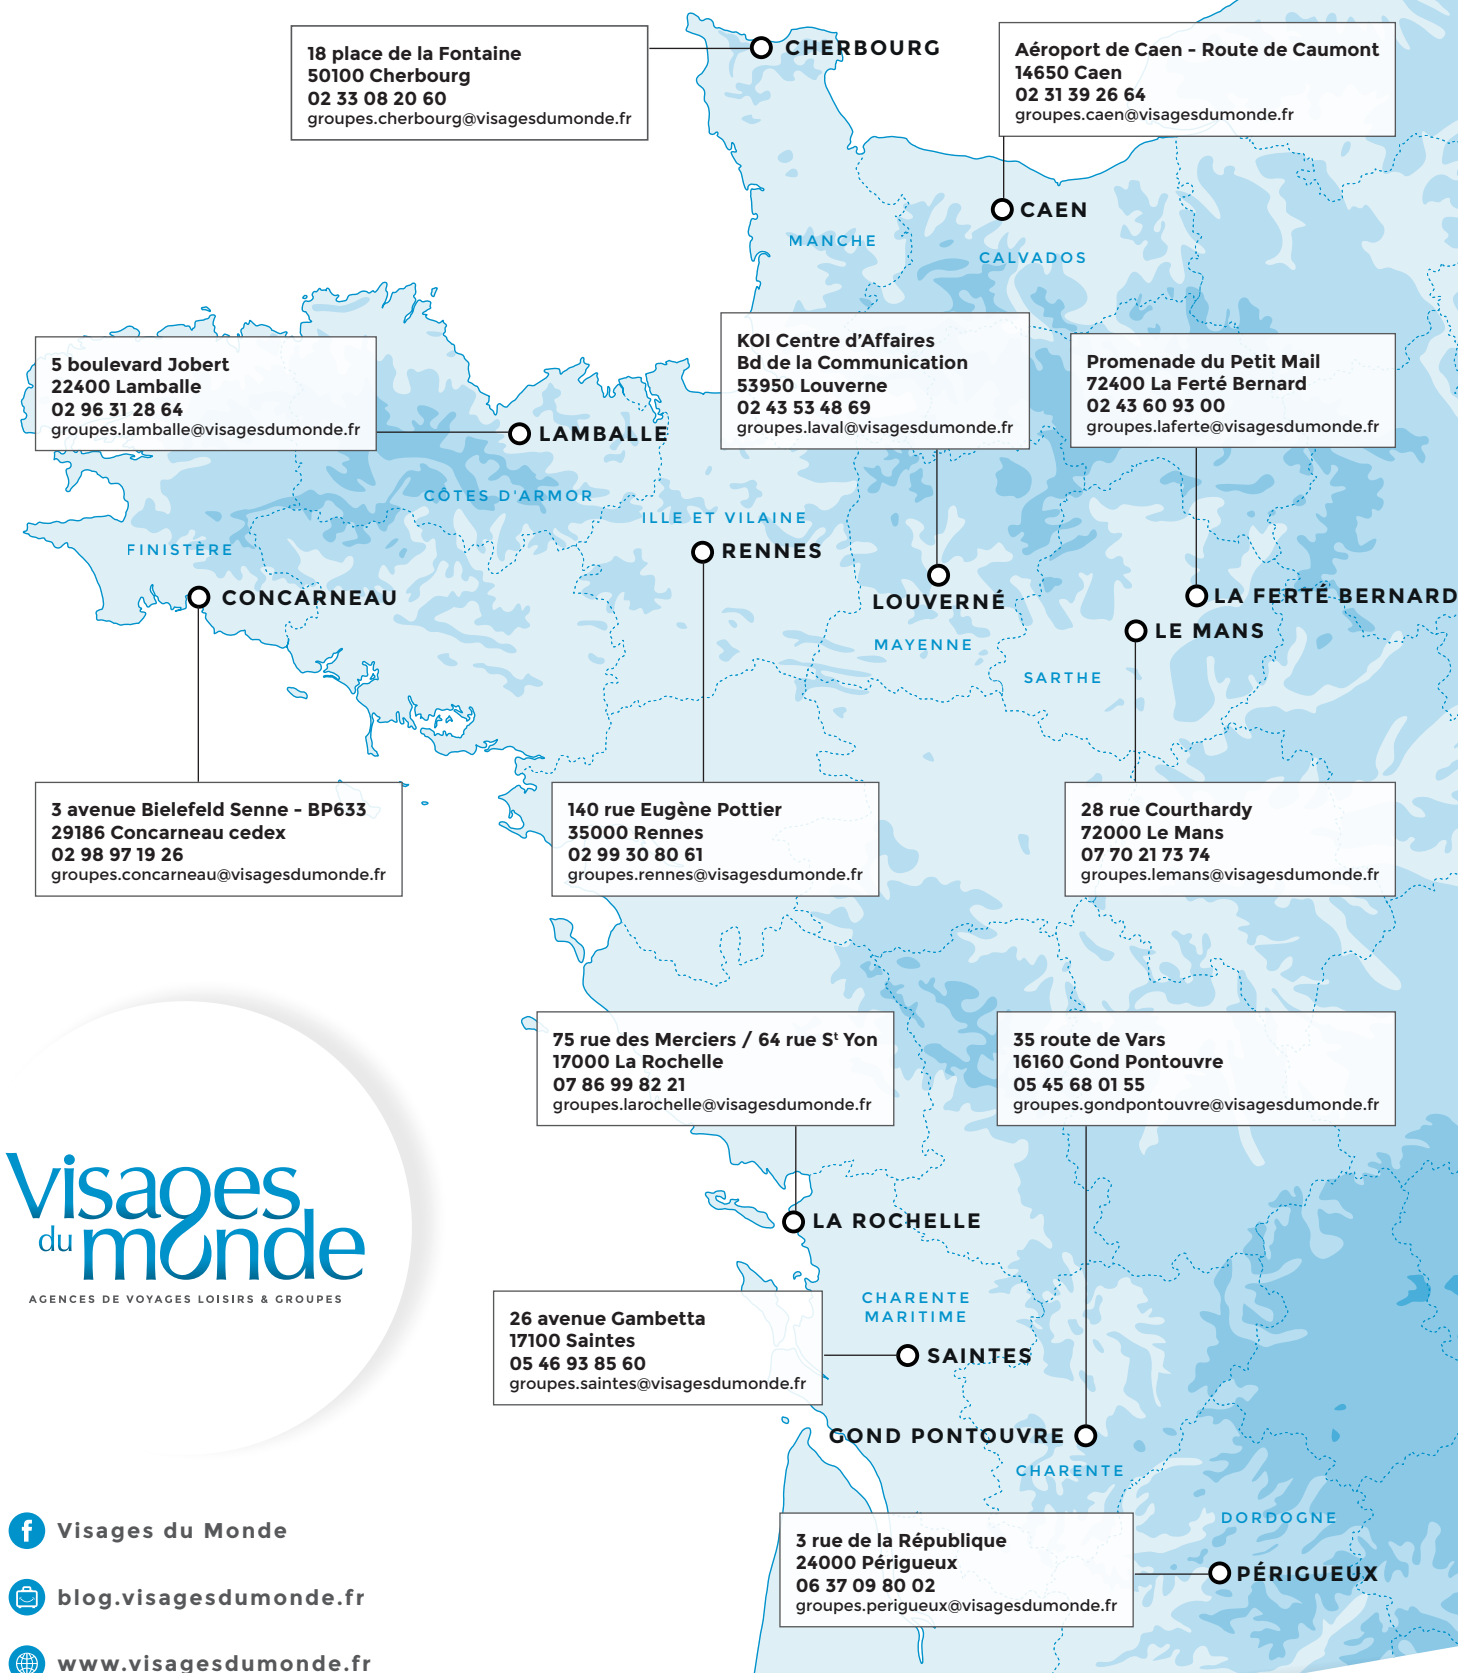 18 place de la Fontaine
50100 Cherbourg
02 33 08 20 60
groupes.cherbourg@visagesdumonde.fr
CHERBOURG
Aéroport de Caen - Route de Caumont
14650 Caen
02 31 39 26 64
groupes.caen@visagesdumonde.fr
CAEN
MANCHE
CALVADOS
5 boulevard Jobert
22400 Lamballe
02 96 31 28 64
groupes.lamballe@visagesdumonde.fr
LAMBALLE
KOI Centre d'Affaires
Bd de la Communication
53950 Louverne
02 43 53 48 69
groupes.laval@visagesdumonde.fr
Promenade du Petit Mail
72400 La Ferté Bernard
02 43 60 93 00
groupes.laferte@visagesdumonde.fr
CÔTES D'ARMOR
ILLE ET VILAINE
FINISTÈRE
RENNES
CONCARNEAU
LOUVERNÉ
LA FERTÉ BERNARD
LE MANS
MAYENNE
SARTHE
3 avenue Bielefeld Senne - BP633
29186 Concarneau cedex
02 98 97 19 26
groupes.concarneau@visagesdumonde.fr
140 rue Eugène Pottier
35000 Rennes
02 99 30 80 61
groupes.rennes@visagesdumonde.fr
28 rue Courthardy
72000 Le Mans
07 70 21 73 74
groupes.lemans@visagesdumonde.fr
75 rue des Merciers / 64 rue St Yon
17000 La Rochelle
07 86 99 82 21
groupes.larochelle@visagesdumonde.fr
35 route de Vars
16160 Gond Pontouvre
05 45 68 01 55
groupes.gondpontouvre@visagesdumonde.fr
Visages
du monde
AGENCES DE VOYAGES LOISIRS & GROUPES
LA ROCHELLE
CHARENTE
MARITIME
26 avenue Gambetta
17100 Saintes
05 46 93 85 60
groupes.saintes@visagesdumonde.fr
SAINTES
GOND PONTOUVRE
CHARENTE
DORDOGNE
3 rue de la République
24000 Périgueux
06 37 09 80 02
groupes.perigueux@visagesdumonde.fr
PÉRIGUEUX
f Visages du Monde
blog.visagesdumonde.fr
www.visagesdumonde.fr